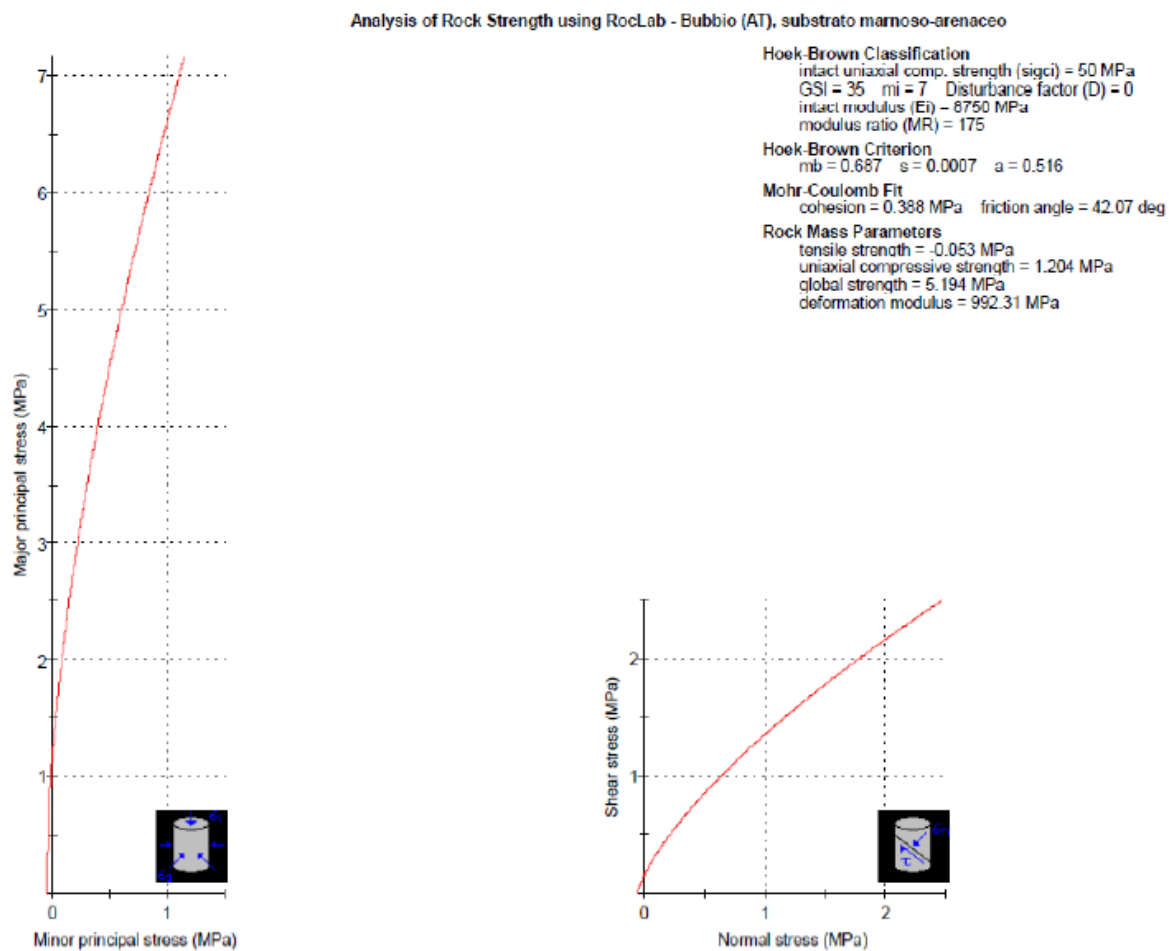 Analysis of Rock Strength using RocLab - Bubbio (AT), substrato marnoso-arenaceo
Hoek-Brown Classification
intact uniaxial comp. strength (sigci) = 50 MPa
GSI = 35 mi = 7 Disturbance factor (D) = 0
intact modulus (Ei) = 8750 MPa
modulus ratio (MR) = 175
Hoek-Brown Criterion
mb = 0.687 s = 0.0007 a = 0.516
Mohr-Coulomb Fit
cohesion = 0.388 MPa friction angle = 42.07 deg
Rock Mass Parameters
tensile strength = -0.053 MPa
uniaxial compressive strength = 1.204 MPa
global strength = 5.194 MPa
deformation modulus = 992.31 MPa
Major principal stress (MPa)
7
6
5
4
3
2
1
0 1
Minor principal stress (MPa)
Shear stress (MPa)
2
1
0 1 2
Normal stress (MPa)
τ